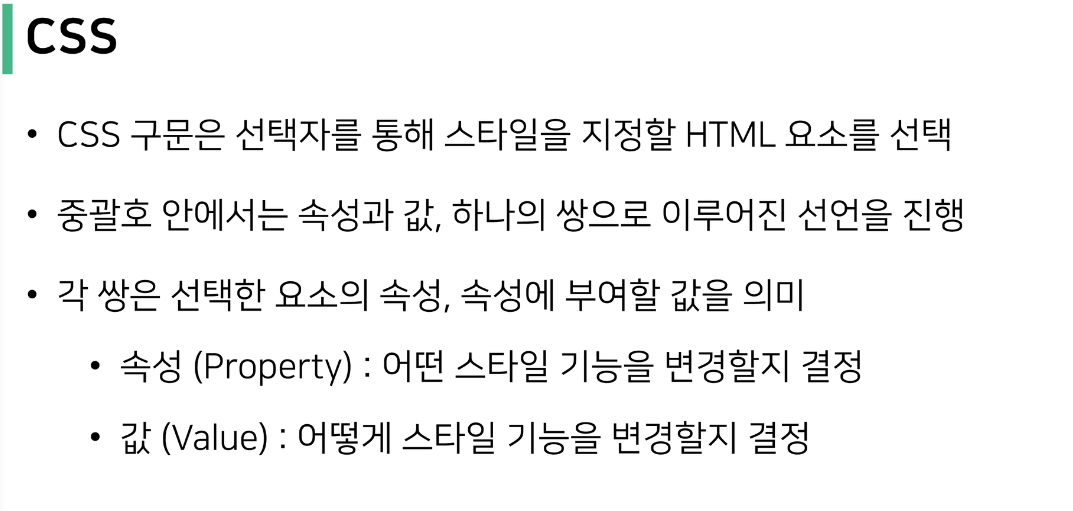 CSS
• CSS 구문은 선택자를 통해 스타일을 지정할 HTML 요소를 선택
• 중괄호 안에서는 속성과 값, 하나의 쌍으로 이루어진 선언을 진행
• 각 쌍은 선택한 요소의 속성, 속성에 부여할 값을 의미
• 속성 (Property) : 어떤 스타일 기능을 변경할지 결정
• 값 (Value) : 어떻게 스타일 기능을 변경할지 결정